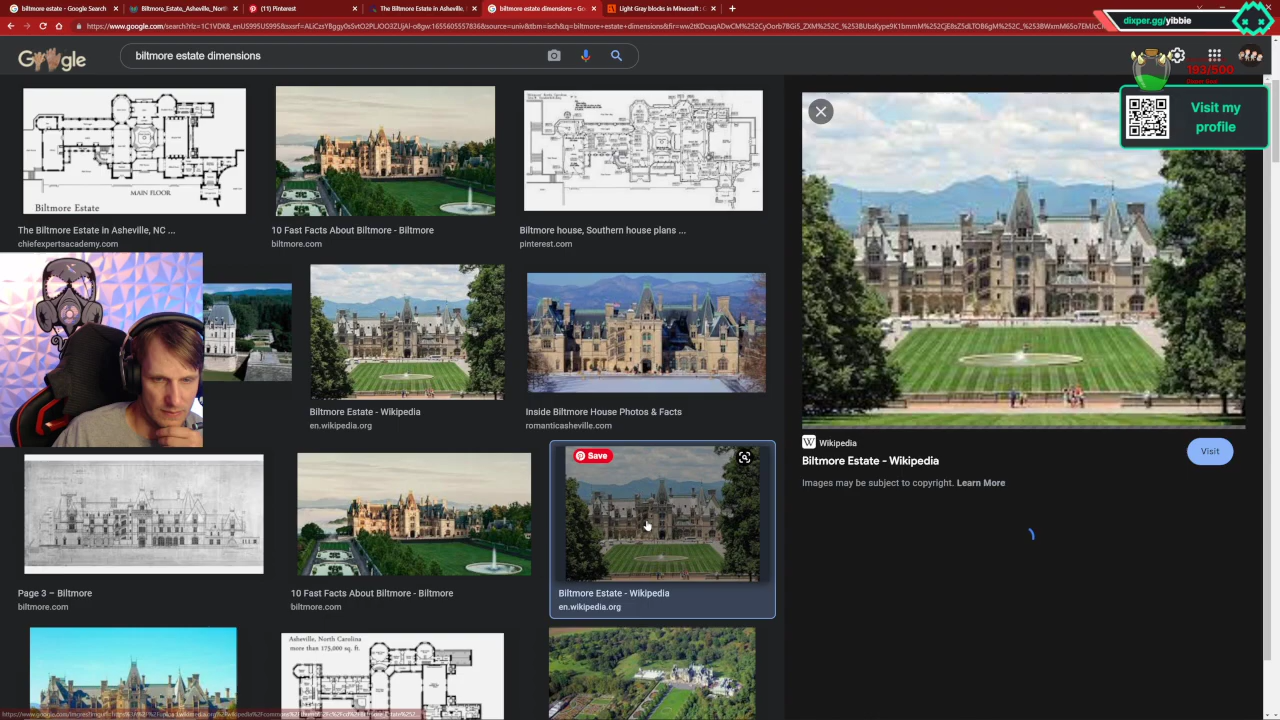 biltmore estate - Google Search
Biltmore_Estate_Asheville_Nort
(11) Pinterest
The Biltmore Estate in Asheville,
biltmore estate dimensions - Go
Light Gray blocks in Minecraft :
dixper.gg/yibbie
Google
biltmore estate dimensions
193/500
Visit my
profile
MAIN FLOOR
Biltmore Estate
The Biltmore Estate in Asheville, NC ...
chiefexpertsacademy.com
10 Fast Facts About Biltmore - Biltmore
biltmore.com
Biltmore house, Southern house plans ...
pinterest.com
Biltmore Estate - Wikipedia
en.wikipedia.org
Inside Biltmore House Photos & Facts
romanticasheville.com
W Wikipedia
Biltmore Estate - Wikipedia
Visit
Images may be subject to copyright. Learn More
Save
Page 3 – Biltmore
biltmore.com
10 Fast Facts About Biltmore - Biltmore
biltmore.com
Biltmore Estate - Wikipedia
en.wikipedia.org
Asheville, North Carolina
more than 175,000 sq. ft.